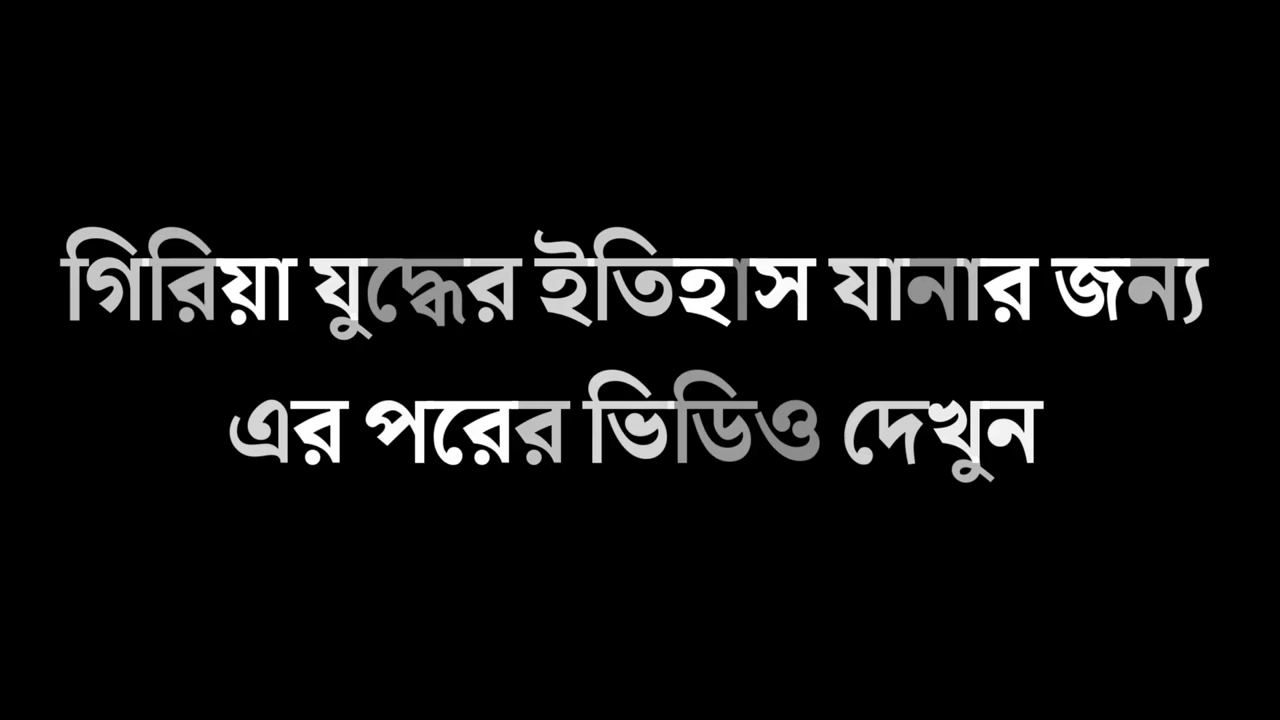 গিরিয়া যুদ্ধের ইতিহাস যানার জন্য
এর পরের ভিডিও দেখুন